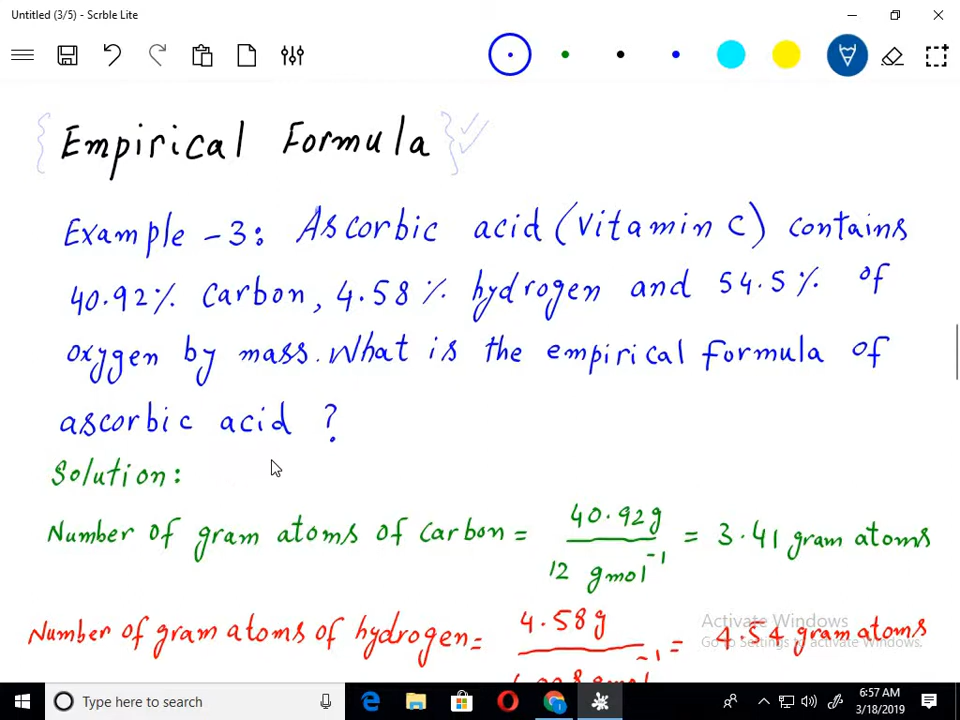 Untitled (3/5) - Scrble Lite
{Empirical Formula}
Example -3: Ascorbic acid (Vitamin C) contains
40.92% Carbon, 4.58% hydrogen and 54.5% of
oxygen by mass. What is the empirical formula of
ascorbic acid ?
Solution:
Number of gram atoms of carbon = 40.92g / 12 gmol⁻¹ = 3.41 gram atoms
Number of gram atoms of hydrogen = 4.58g / gmol⁻¹ = 4.54 gram atoms
Activate Windows
Go to Settings to activate Windows.
Type here to search
6:57 AM
3/18/2019